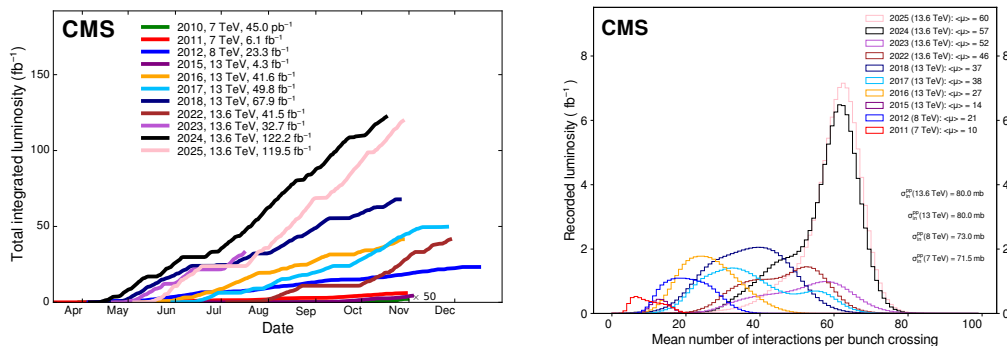 CMS
2010, 7 TeV, 45.0 pb⁻¹
2011, 7 TeV, 6.1 fb⁻¹
2012, 8 TeV, 23.3 fb⁻¹
2015, 13 TeV, 4.3 fb⁻¹
2016, 13 TeV, 41.6 fb⁻¹
2017, 13 TeV, 49.8 fb⁻¹
2018, 13 TeV, 67.9 fb⁻¹
2022, 13.6 TeV, 41.5 fb⁻¹
2023, 13.6 TeV, 32.7 fb⁻¹
2024, 13.6 TeV, 122.2 fb⁻¹
2025, 13.6 TeV, 119.5 fb⁻¹
Total integrated luminosity (fb⁻¹)
150
100
50
0
× 50
Apr May Jun Jul Aug Sep Oct Nov Dec
Date
CMS
2025 (13.6 TeV): <μ> = 60
2024 (13.6 TeV): <μ> = 57
2023 (13.6 TeV): <μ> = 52
2022 (13.6 TeV): <μ> = 46
2018 (13 TeV): <μ> = 37
2017 (13 TeV): <μ> = 38
2016 (13 TeV): <μ> = 27
2015 (13 TeV): <μ> = 14
2012 (8 TeV): <μ> = 21
2011 (7 TeV): <μ> = 10
σᵖᵖᵢₙ(13.6 TeV) = 80.0 mb
σᵖᵖᵢₙ(13 TeV) = 80.0 mb
σᵖᵖᵢₙ(8 TeV) = 73.0 mb
σᵖᵖᵢₙ(7 TeV) = 71.5 mb
Recorded luminosity ( fb⁻¹)
8 8
6 6
4 4
2 2
0 0
0 20 40 60 80 100
Mean number of interactions per bunch crossing